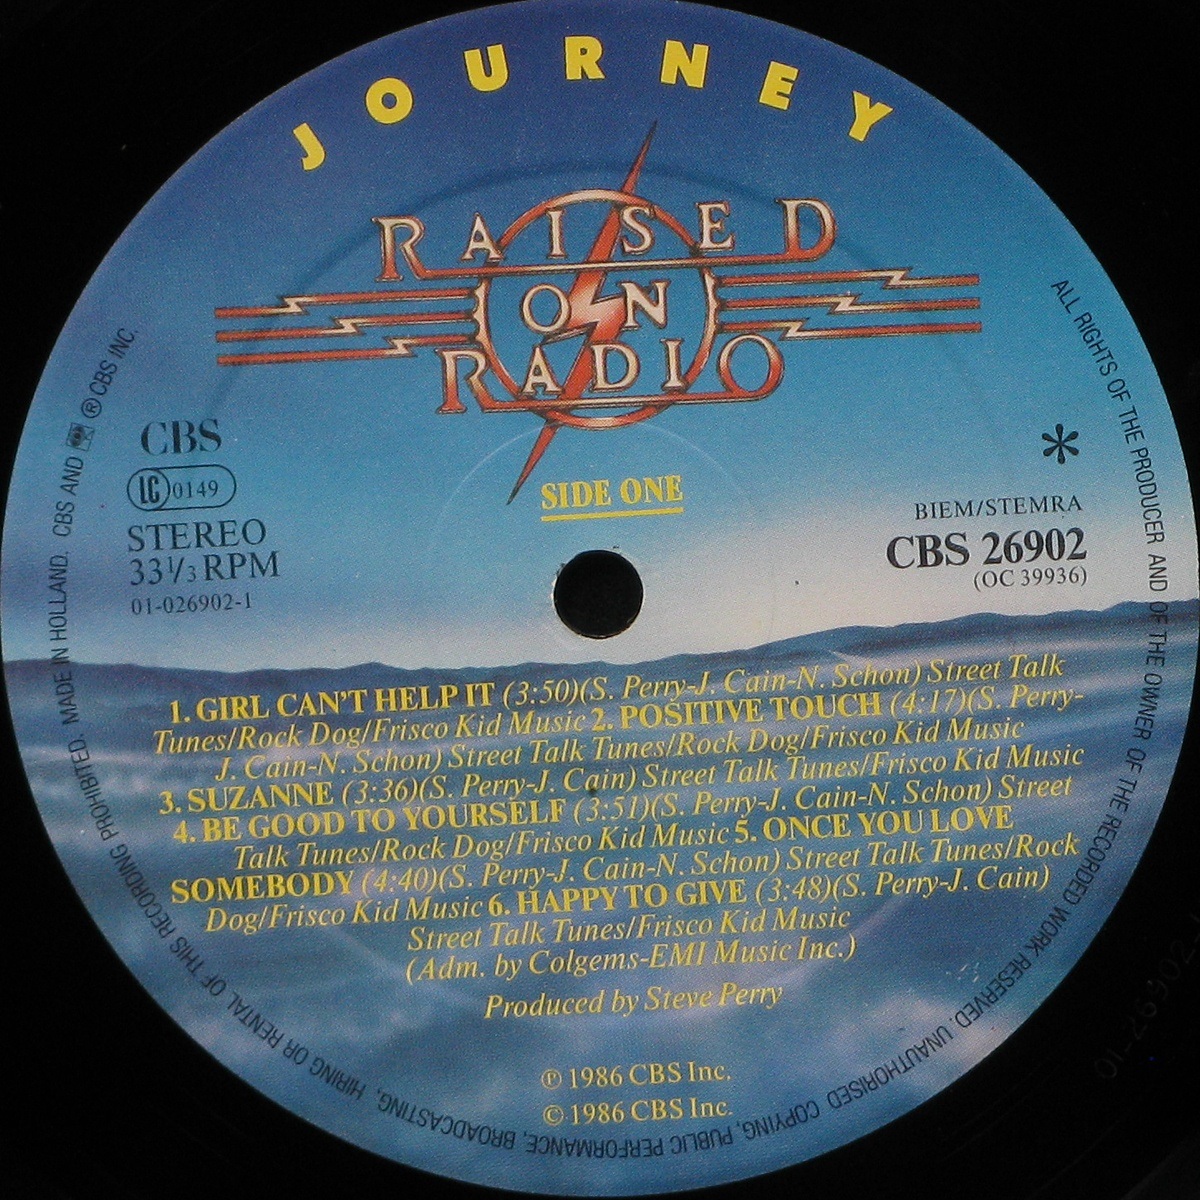 JOURNEY
RAISED
ON
RADIO
SIDE ONE
CBS
LC 0149
STEREO
33 1/3 RPM
01-026902-1
*
BIEM/STEMRA
CBS 26902
(OC 39936)
1. GIRL CAN'T HELP IT (3:50)(S. Perry-J. Cain-N. Schon) Street Talk
Tunes/Rock Dog/Frisco Kid Music 2. POSITIVE TOUCH (4:17)(S. Perry-
J. Cain-N. Schon) Street Talk Tunes/Rock Dog/Frisco Kid Music
3. SUZANNE (3:36)(S. Perry-J. Cain) Street Talk Tunes/Frisco Kid Music
4. BE GOOD TO YOURSELF (3:51)(S. Perry-J. Cain-N. Schon) Street
Talk Tunes/Rock Dog/Frisco Kid Music 5. ONCE YOU LOVE
SOMEBODY (4:40)(S. Perry-J. Cain-N. Schon) Street Talk Tunes/Rock
Dog/Frisco Kid Music 6. HAPPY TO GIVE (3:48)(S. Perry-J. Cain)
Street Talk Tunes/Frisco Kid Music
(Adm. by Colgems-EMI Music Inc.)
Produced by Steve Perry
℗ 1986 CBS Inc.
© 1986 CBS Inc.
ALL RIGHTS OF THE PRODUCER AND OF THE OWNER OF THE RECORDED WORK RESERVED. UNAUTHORISED COPYING, PUBLIC PERFORMANCE, BROADCASTING, HIRING OR RENTAL OF THIS RECORDING PROHIBITED. MADE IN HOLLAND. CBS AND ® CBS INC.
01-26902